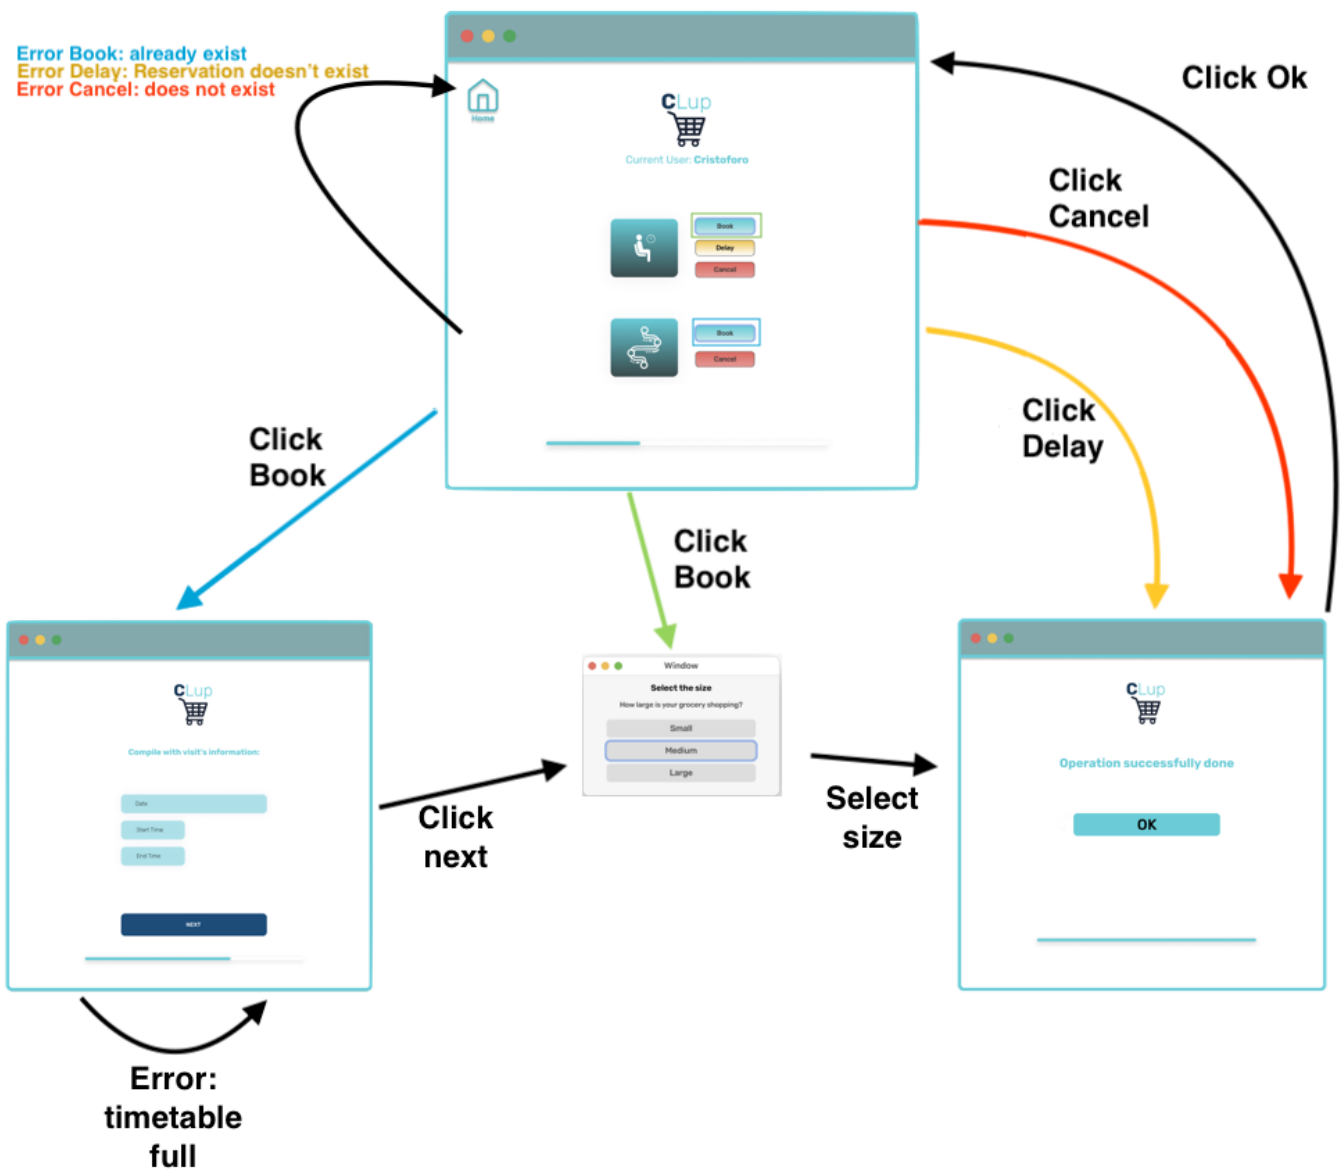 Error Book: already exist
Error Delay: Reservation doesn't exist
Error Cancel: does not exist
Home
CLup
Current User: Cristoforo
Book
Delay
Cancel
Book
Cancel
Click Ok
Click
Cancel
Click
Delay
Click
Book
Click
Book
CLup
Compile with visit's information:
Date
Start Time
End Time
NEXT
Click
next
Window
Select the size
How large is your grocery shopping?
Small
Medium
Large
Select
size
CLup
Operation successfully done
OK
Error:
timetable
full